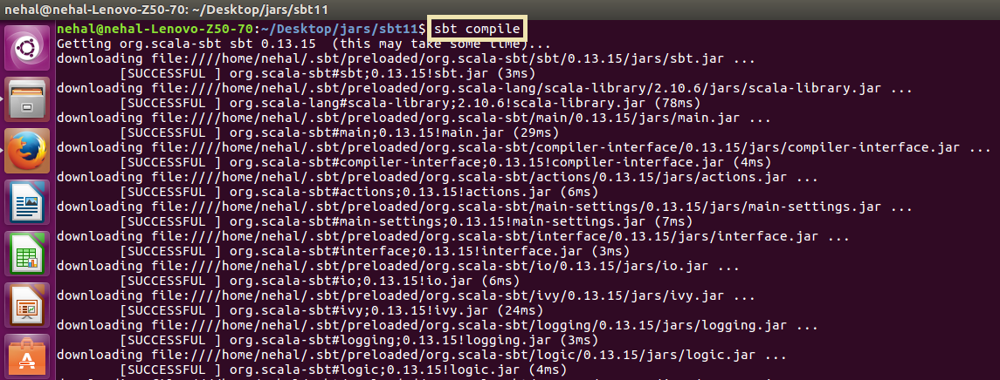 nehal@nehal-Lenovo-Z50-70: ~/Desktop/jars/sbt11
nehal@nehal-Lenovo-Z50-70:~/Desktop/jars/sbt11$ sbt compile
Getting org.scala-sbt sbt 0.13.15  (this may take some time)...
downloading file:////home/nehal/.sbt/preloaded/org.scala-sbt/sbt/0.13.15/jars/sbt.jar ...
[SUCCESSFUL ] org.scala-sbt#sbt;0.13.15!sbt.jar (3ms)
downloading file:////home/nehal/.sbt/preloaded/org.scala-lang/scala-library/2.10.6/jars/scala-library.jar ...
[SUCCESSFUL ] org.scala-lang#scala-library;2.10.6!scala-library.jar (78ms)
downloading file:////home/nehal/.sbt/preloaded/org.scala-sbt/main/0.13.15/jars/main.jar ...
[SUCCESSFUL ] org.scala-sbt#main;0.13.15!main.jar (29ms)
downloading file:////home/nehal/.sbt/preloaded/org.scala-sbt/compiler-interface/0.13.15/jars/compiler-interface.jar ...
[SUCCESSFUL ] org.scala-sbt#compiler-interface;0.13.15!compiler-interface.jar (4ms)
downloading file:////home/nehal/.sbt/preloaded/org.scala-sbt/actions/0.13.15/jars/actions.jar ...
[SUCCESSFUL ] org.scala-sbt#actions;0.13.15!actions.jar (6ms)
downloading file:////home/nehal/.sbt/preloaded/org.scala-sbt/main-settings/0.13.15/jars/main-settings.jar ...
[SUCCESSFUL ] org.scala-sbt#main-settings;0.13.15!main-settings.jar (7ms)
downloading file:////home/nehal/.sbt/preloaded/org.scala-sbt/interface/0.13.15/jars/interface.jar ...
[SUCCESSFUL ] org.scala-sbt#interface;0.13.15!interface.jar (3ms)
downloading file:////home/nehal/.sbt/preloaded/org.scala-sbt/io/0.13.15/jars/io.jar ...
[SUCCESSFUL ] org.scala-sbt#io;0.13.15!io.jar (6ms)
downloading file:////home/nehal/.sbt/preloaded/org.scala-sbt/ivy/0.13.15/jars/ivy.jar ...
[SUCCESSFUL ] org.scala-sbt#ivy;0.13.15!ivy.jar (24ms)
downloading file:////home/nehal/.sbt/preloaded/org.scala-sbt/logging/0.13.15/jars/logging.jar ...
[SUCCESSFUL ] org.scala-sbt#logging;0.13.15!logging.jar (3ms)
downloading file:////home/nehal/.sbt/preloaded/org.scala-sbt/logic/0.13.15/jars/logic.jar ...
[SUCCESSFUL ] org.scala-sbt#logic;0.13.15!logic.jar (4ms)